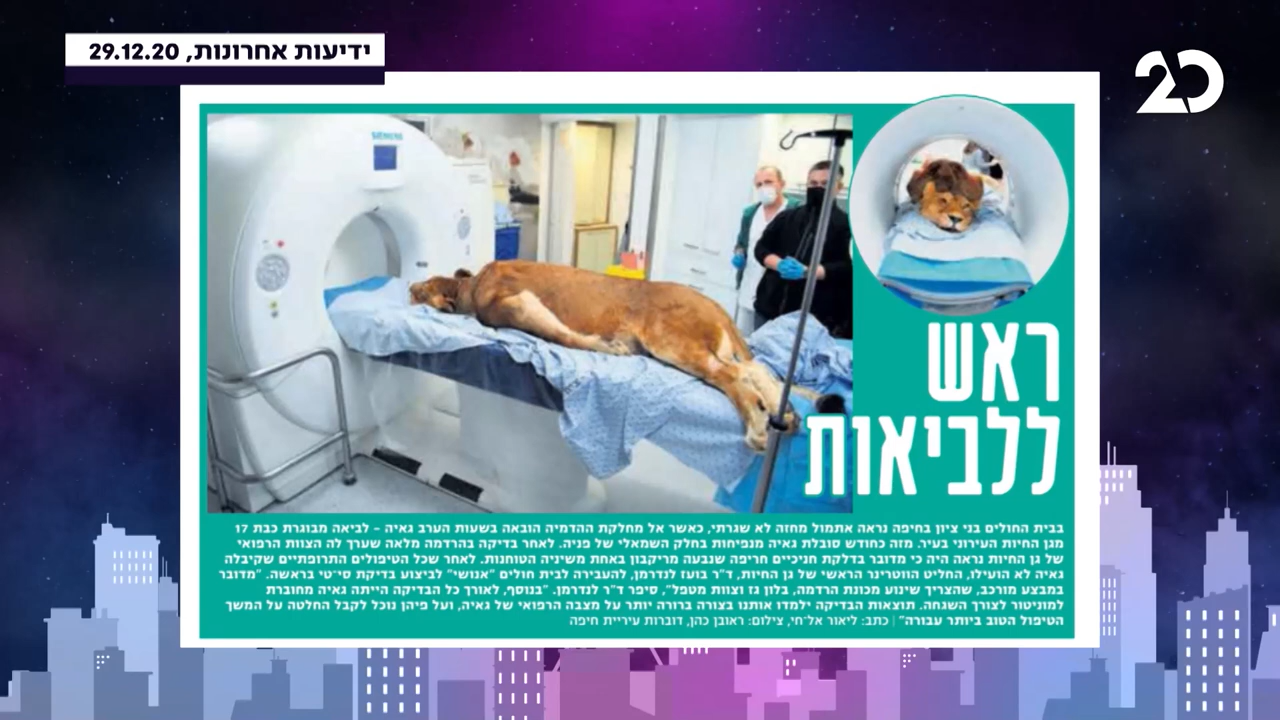 ידיעות אחרונות, 29.12.20
20
SIEMENS
ראש
ללביאות
בבית החולים בני ציון בחיפה נראה אתמול מחזה לא שגרתי, כאשר אל מחלקת ההדמיה הובאה בשעות הערב גאיה - לביאה מבוגרת כבת 17
מגן החיות העירוני בעיר. מזה כחודש סובלת גאיה מנפיחות בחלק השמאלי של פניה. לאחר בדיקה בהרדמה מלאה שערך לה הצוות הרפואי
של גן החיות נראה היה כי מדובר בדלקת חניכיים חריפה שנבעה מריקבון באחת משיניה הטוחנות. לאחר שכל הטיפולים התרופתיים שקיבלה
גאיה לא הועילו, החליט הווטרינר הראשי של גן החיות, ד"ר בועז לנדרמן, להעבירה לבית חולים "אנושי" לביצוע בדיקת סי־טי בראשה. "מדובר
במבצע מורכב, שהצריך שינוע מכונת הרדמה, בלון גז וצוות מטפל", סיפר ד"ר לנדרמן. "בנוסף, לאורך כל הבדיקה הייתה גאיה מחוברת
למוניטור לצורך השגחה. תוצאות הבדיקה ילמדו אותנו בצורה ברורה יותר על מצבה הרפואי של גאיה, ועל פיהן נוכל לקבל החלטה על המשך
הטיפול הטוב ביותר עבורה" | כתב: ליאור אל־חי, צילום: ראובן כהן, דוברות עיריית חיפה